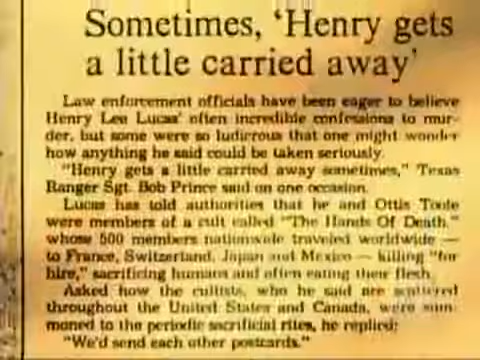 Sometimes, 'Henry gets
a little carried away'
Law enforcement officials have been eager to believe
Henry Lee Lucas' often incredible confessions to mur-
der, but some were so ludicrous that one might wonder
how anything he said could be taken seriously.
"Henry gets a little carried away sometimes," Texas
Ranger Sgt. Bob Prince said on one occasion.
Lucas has told authorities that he and Ottis Toole
were members of a cult called "The Hands Of Death,"
whose 500 members nationwide traveled worldwide —
to France, Switzerland, Japan and Mexico — killing "for
hire," sacrificing humans and often eating their flesh.
Asked how the cultists, who he said are scattered
throughout the United States and Canada, were sum-
moned to the periodic sacrificial rites, he replied:
"We'd send each other postcards."